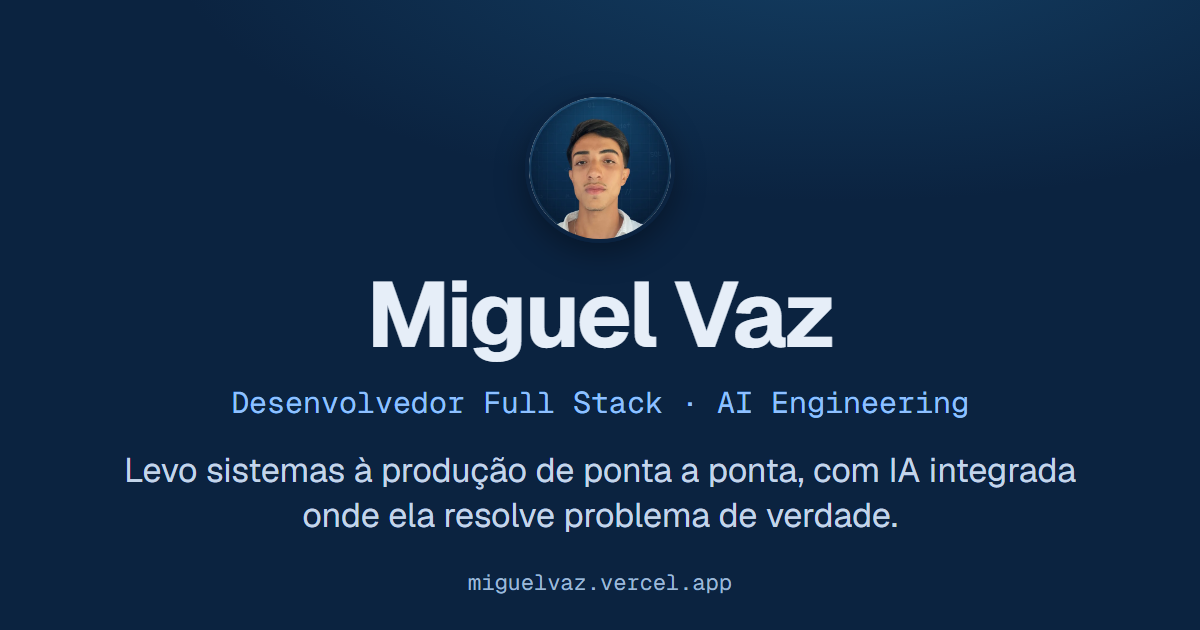 Miguel Vaz
Desenvolvedor Full Stack · AI Engineering
Levo sistemas à produção de ponta a ponta, com IA integrada
onde ela resolve problema de verdade.
miguelvaz.vercel.app